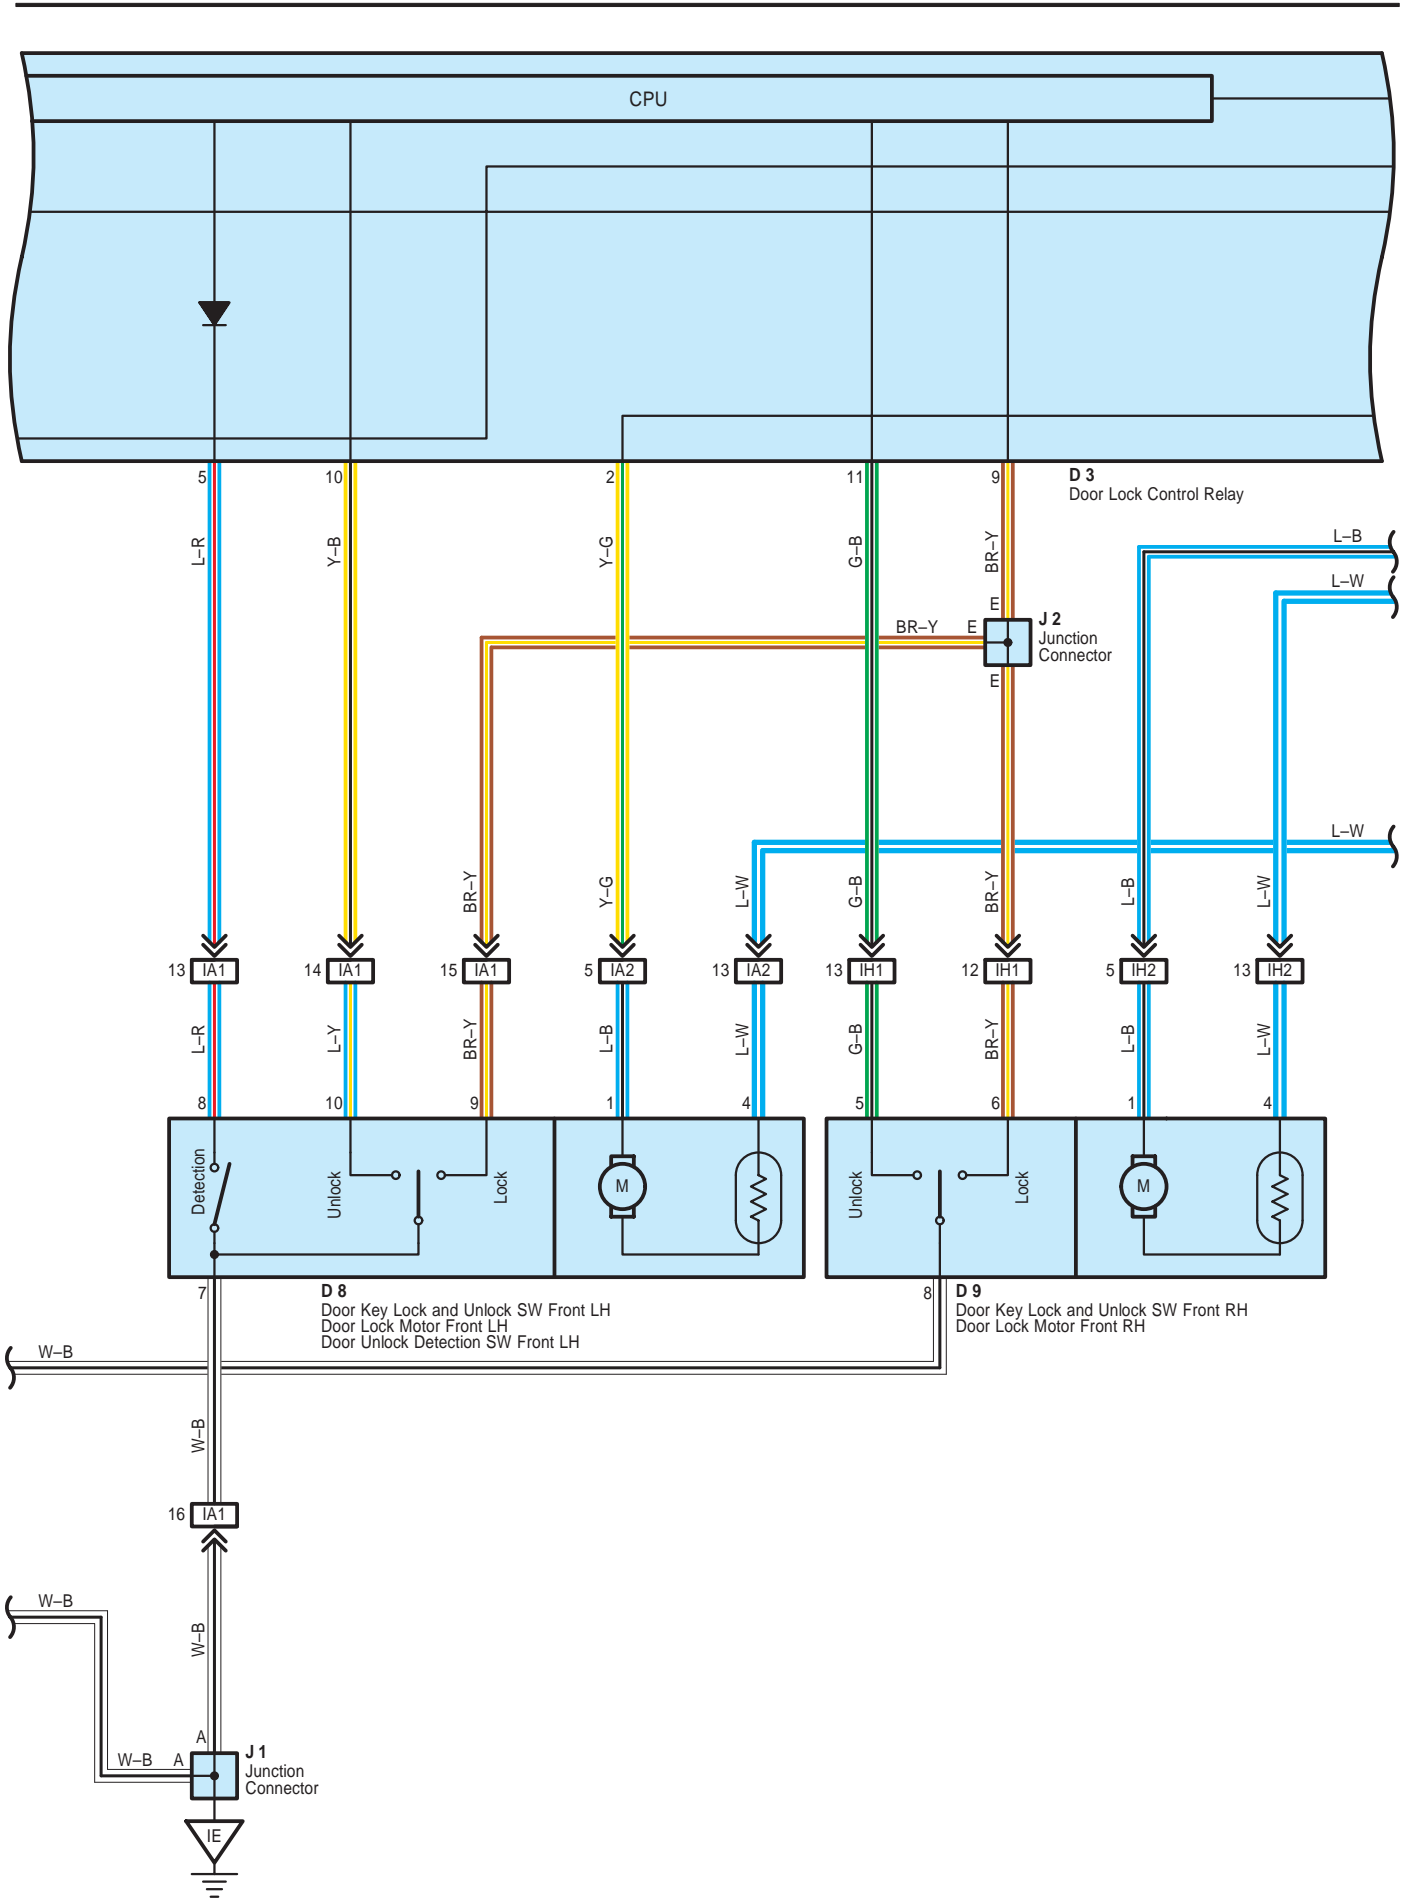 CPU
5
10
2
11
9
D 3
Door Lock Control Relay
L–R
Y–B
Y–G
G–B
BR–Y
L–B
L–W
E
BR–Y
E
J 2
Junction
Connector
E
L–W
BR–Y
Y–G
L–W
G–B
BR–Y
L–B
L–W
13 IA1
14 IA1
15 IA1
5 IA2
13 IA2
13 IH1
12 IH1
5 IH2
13 IH2
L–R
L–Y
BR–Y
L–B
L–W
G–B
BR–Y
L–B
L–W
8
10
9
1
4
5
6
1
4
Detection
Unlock
Lock
M
Unlock
Lock
M
7
D 8
Door Key Lock and Unlock SW Front LH
Door Lock Motor Front LH
Door Unlock Detection SW Front LH
8
D 9
Door Key Lock and Unlock SW Front RH
Door Lock Motor Front RH
W–B
W–B
16 IA1
W–B
W–B
A
W–B
A
J 1
Junction
Connector
IE